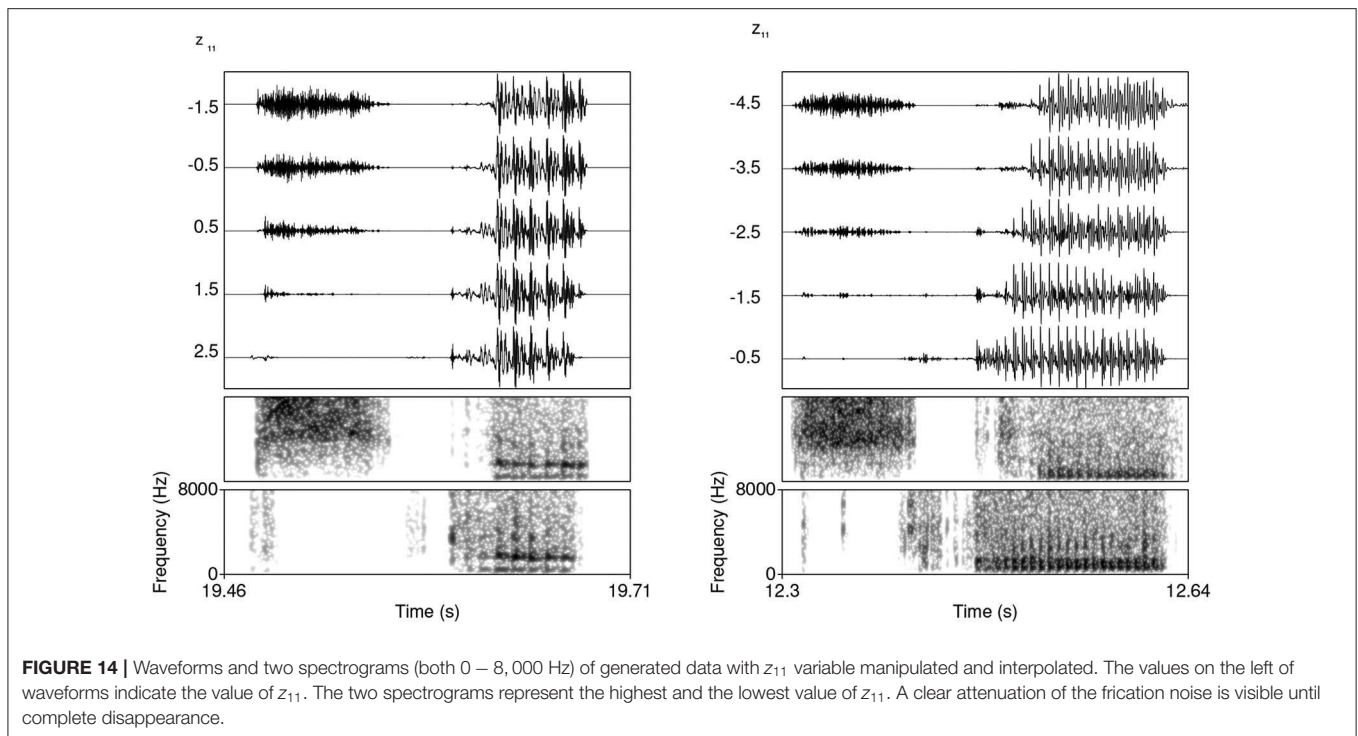 z 11
-1.5
-0.5
0.5
1.5
2.5
Frequency (Hz)
8000
0
19.46
19.71
Time (s)
z 11
-4.5
-3.5
-2.5
-1.5
-0.5
Frequency (Hz)
8000
0
12.3
12.64
Time (s)
FIGURE 14 | Waveforms and two spectrograms (both 0 – 8, 000 Hz) of generated data with z11 variable manipulated and interpolated. The values on the left of
waveforms indicate the value of z11. The two spectrograms represent the highest and the lowest value of z11. A clear attenuation of the frication noise is visible until
complete disappearance.